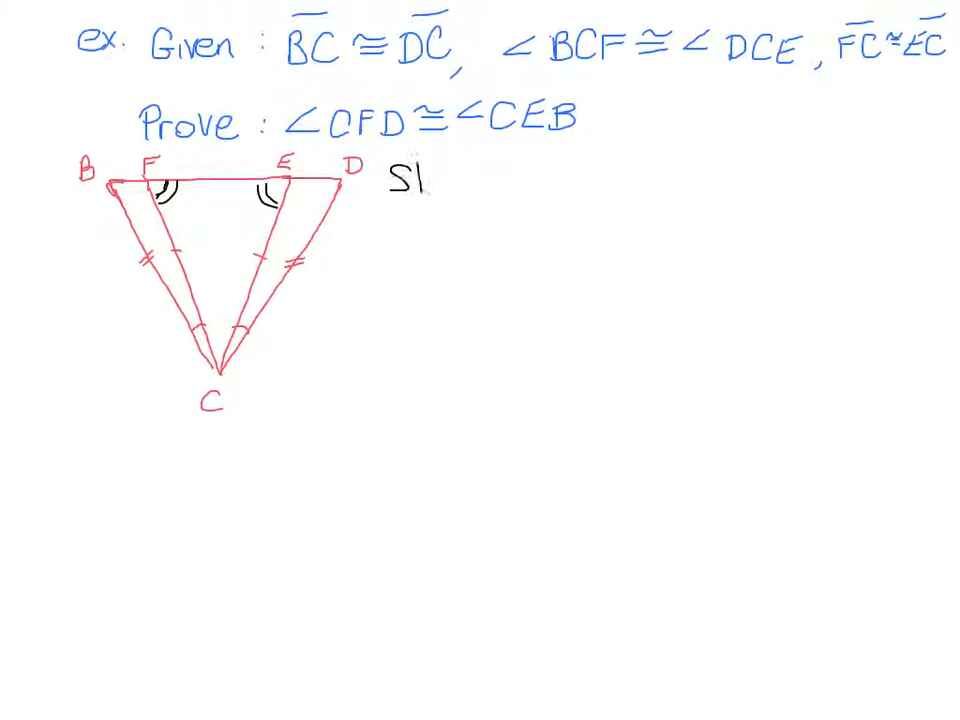 ex. Given : BC ≅ DC, ∠BCF ≅ ∠DCE, FC ≅ EC
Prove : ∠CFD ≅ ∠CEB
B F E D
C